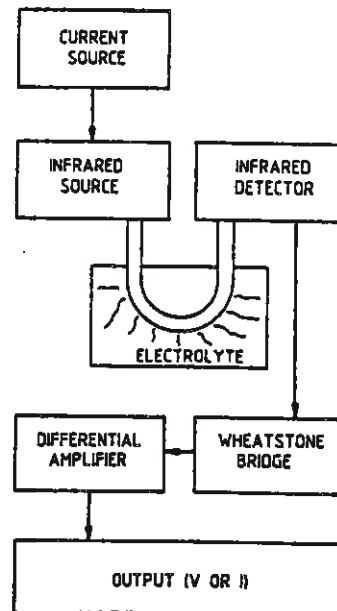 CURRENT
SOURCE
INFRARED
SOURCE
INFRARED
DETECTOR
ELECTROLYTE
DIFFERENTIAL
AMPLIFIER
WHEATSTONE
BRIDGE
OUTPUT (V OR I)